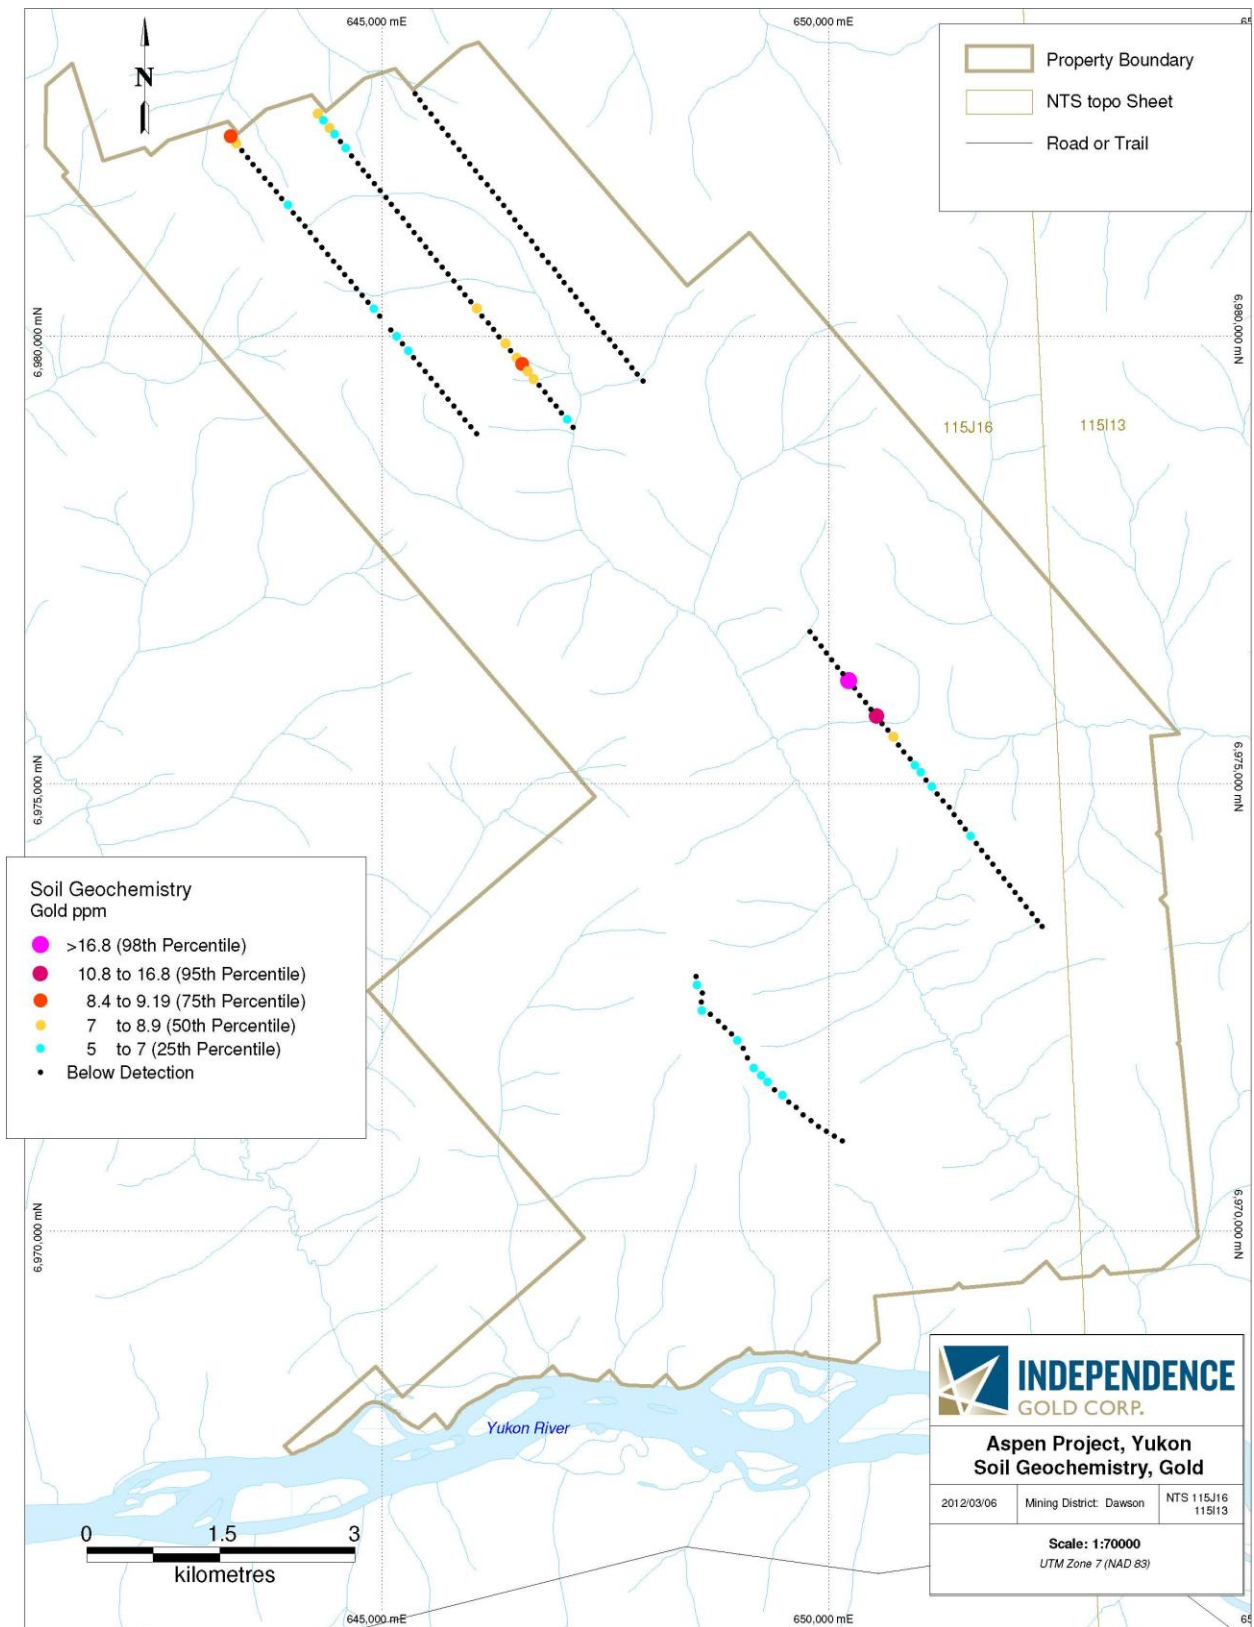 645,000 mE
650,000 mE
65
N
Property Boundary
NTS topo Sheet
Road or Trail
6,980,000 mN
6,980,000 mN
115J16
115I13
6,975,000 mN
6,975,000 mN
Soil Geochemistry
Gold ppm
>16.8 (98th Percentile)
10.8 to 16.8 (95th Percentile)
8.4 to 9.19 (75th Percentile)
7 to 8.9 (50th Percentile)
5 to 7 (25th Percentile)
Below Detection
6,970,000 mN
6,970,000 mN
Yukon River
INDEPENDENCE
GOLD CORP.
Aspen Project, Yukon
Soil Geochemistry, Gold
2012/03/06
Mining District: Dawson
NTS 115J16
115I13
Scale: 1:70000
UTM Zone 7 (NAD 83)
0 1.5 3
kilometres
645,000 mE
650,000 mE
65